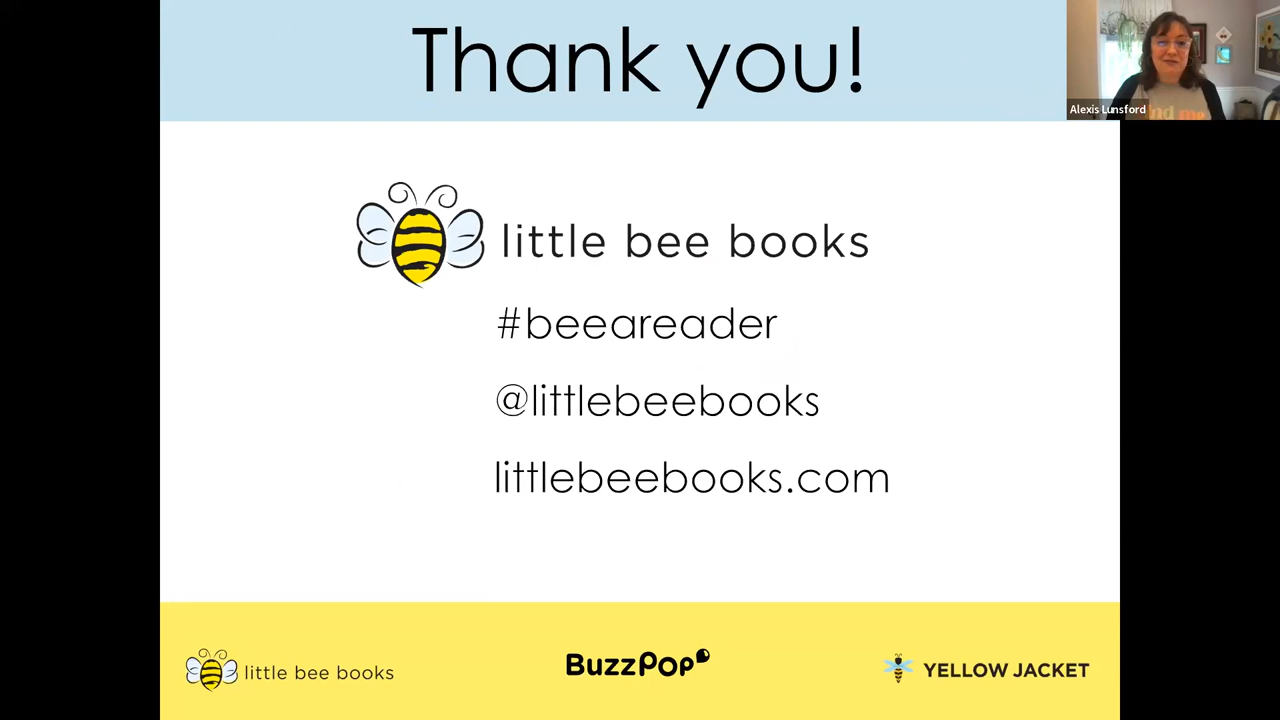 Thank you!
Alexis Lunsford
little bee books
#beeareader
@littlebeebooks
littlebeebooks.com
little bee books
BuzzPop
YELLOW JACKET